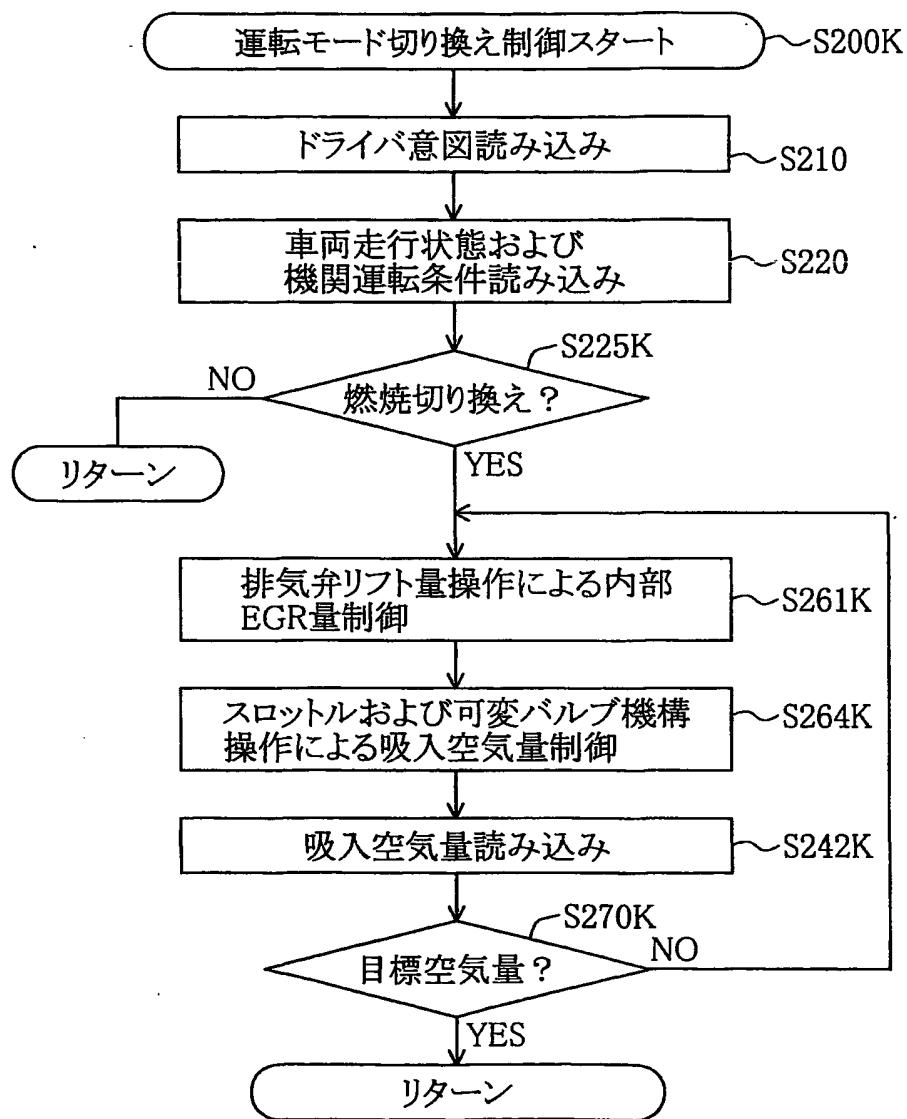 運転モード切り換え制御スタート
S200K
ドライバ意図読み込み
S210
車両走行状態および
機関運転条件読み込み
S220
S225K
燃焼切り換え?
NO
リターン
YES
排気弁リフト量操作による内部
EGR量制御
S261K
スロットルおよび可変バルブ機構
操作による吸入空気量制御
S264K
吸入空気量読み込み
S242K
S270K
目標空気量?
NO
YES
リターン